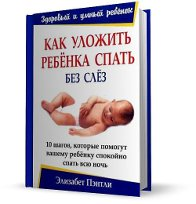 Здоровый и умный ребенок
КАК УЛОЖИТЬ
РЕБЁНКА СПАТЬ
БЕЗ СЛЁЗ
10 шагов, которые помогут
вашему ребёнку спокойно
спать всю ночь
Элизабет Пэнтли